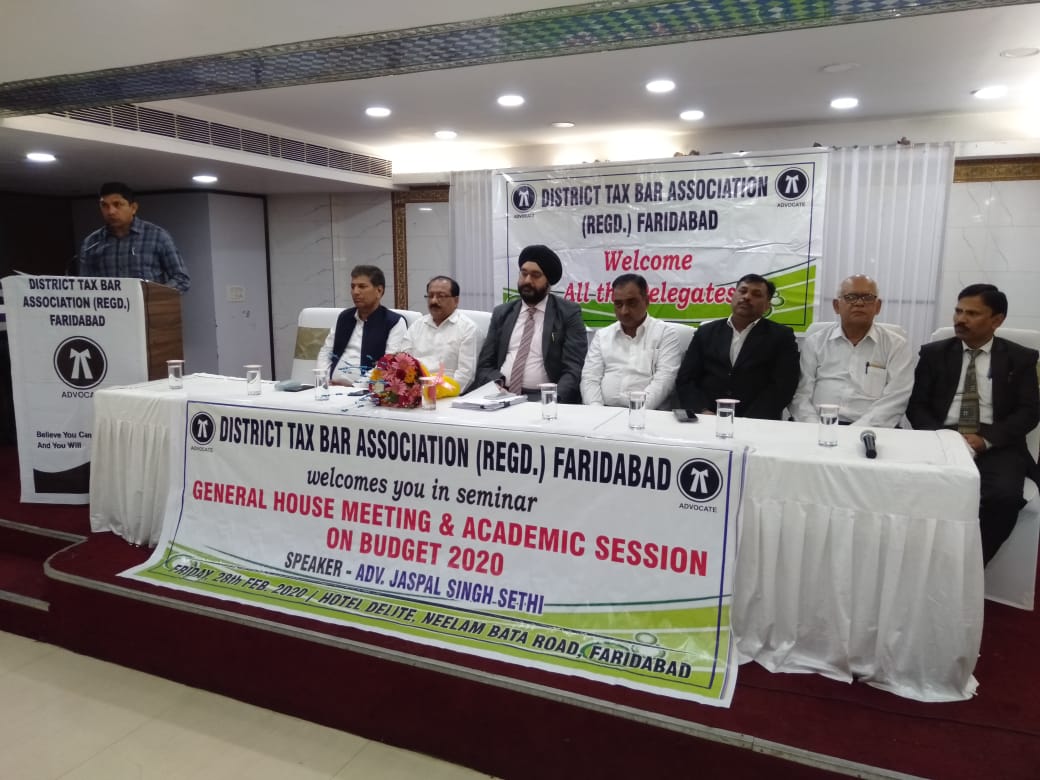 DISTRICT TAX BAR ASSOCIATION
(REGD.) FARIDABAD
ADVOCATE
ADVOCATE
Welcome
All the Delegates
DISTRICT TAX BAR
ASSOCIATION (REGD.)
FARIDABAD
ADVOCATE
Believe You Can
And You Will
DISTRICT TAX BAR ASSOCIATION (REGD.) FARIDABAD
ADVOCATE
ADVOCATE
welcomes you in seminar
GENERAL HOUSE MEETING & ACADEMIC SESSION
ON BUDGET 2020
SPEAKER - ADV. JASPAL SINGH SETHI
FRIDAY, 28th FEB. 2020 / HOTEL DELITE, NEELAM BATA ROAD, FARIDABAD